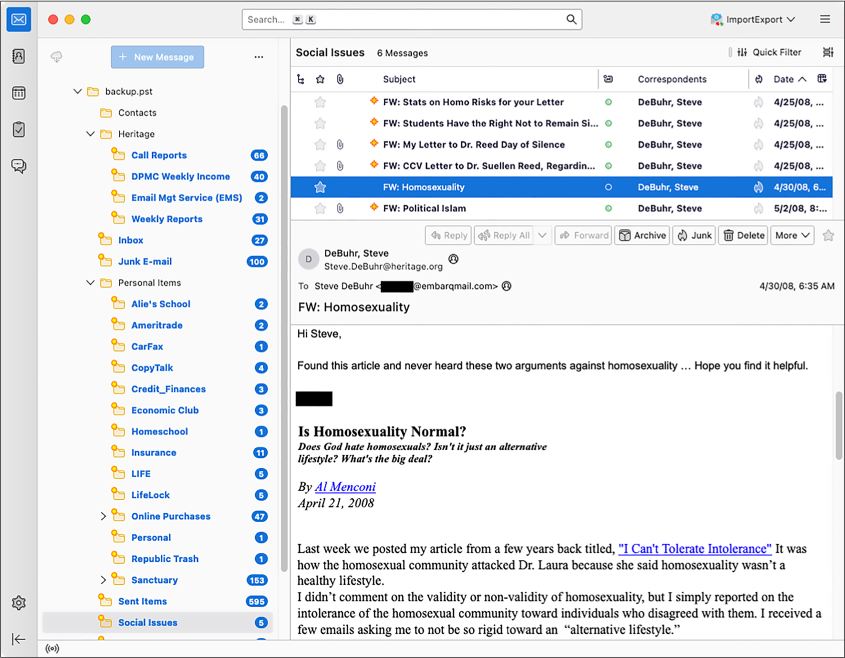 Search... ⌘ K
ImportExport
+ New Message
...
backup.pst
Contacts
Heritage
Call Reports 66
DPMC Weekly Income 40
Email Mgt Service (EMS) 2
Weekly Reports 31
Inbox 27
Junk E-mail 100
Personal Items
Alie's School 2
Ameritrade 2
CarFax 1
CopyTalk 4
Credit_Finances 3
Economic Club 3
Homeschool 1
Insurance 11
LIFE 5
LifeLock 5
Online Purchases 47
Personal 1
Republic Trash 1
Sanctuary 153
Sent Items 595
Social Issues 5
Social Issues 6 Messages Quick Filter
Subject Correspondents Date
FW: Stats on Homo Risks for your Letter DeBuhr, Steve 4/25/08, ...
FW: Students Have the Right Not to Remain Si... DeBuhr, Steve 4/25/08, ...
FW: My Letter to Dr. Reed Day of Silence DeBuhr, Steve 4/25/08, ...
FW: CCV Letter to Dr. Suellen Reed, Regardin... DeBuhr, Steve 4/25/08, ...
FW: Homosexuality DeBuhr, Steve 4/30/08, 6...
FW: Political Islam DeBuhr, Steve 5/2/08, 8:...
Reply Reply All Forward Archive Junk Delete More
D DeBuhr, Steve
Steve.DeBuhr@heritage.org
To Steve DeBuhr < @embarqmail.com> 4/30/08, 6:35 AM
FW: Homosexuality
Hi Steve,
Found this article and never heard these two arguments against homosexuality … Hope you find it helpful.
Is Homosexuality Normal?
Does God hate homosexuals? Isn't it just an alternative
lifestyle? What's the big deal?
By Al Menconi
April 21, 2008
Last week we posted my article from a few years back titled, "I Can't Tolerate Intolerance" It was
how the homosexual community attacked Dr. Laura because she said homosexuality wasn't a
healthy lifestyle.
I didn't comment on the validity or non-validity of homosexuality, but I simply reported on the
intolerance of the homosexual community toward individuals who disagreed with them. I received a
few emails asking me to not be so rigid toward an “alternative lifestyle.”